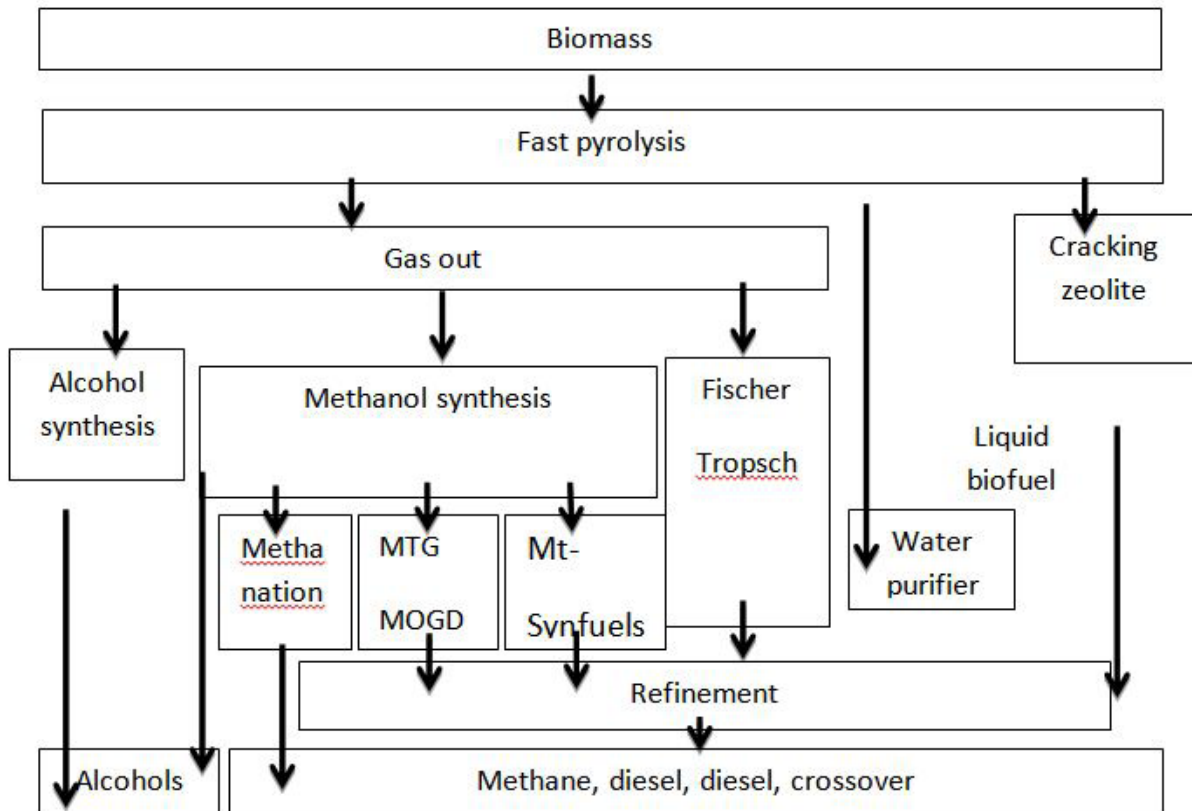 Biomass
Fast pyrolysis
Gas out
Cracking
zeolite
Alcohol
synthesis
Methanol synthesis
Fischer
Tropsch
Liquid
biofuel
Metha
nation
MTG
MOGD
Mt-
Synfuels
Water
purifier
Refinement
Alcohols
Methane, diesel, diesel, crossover